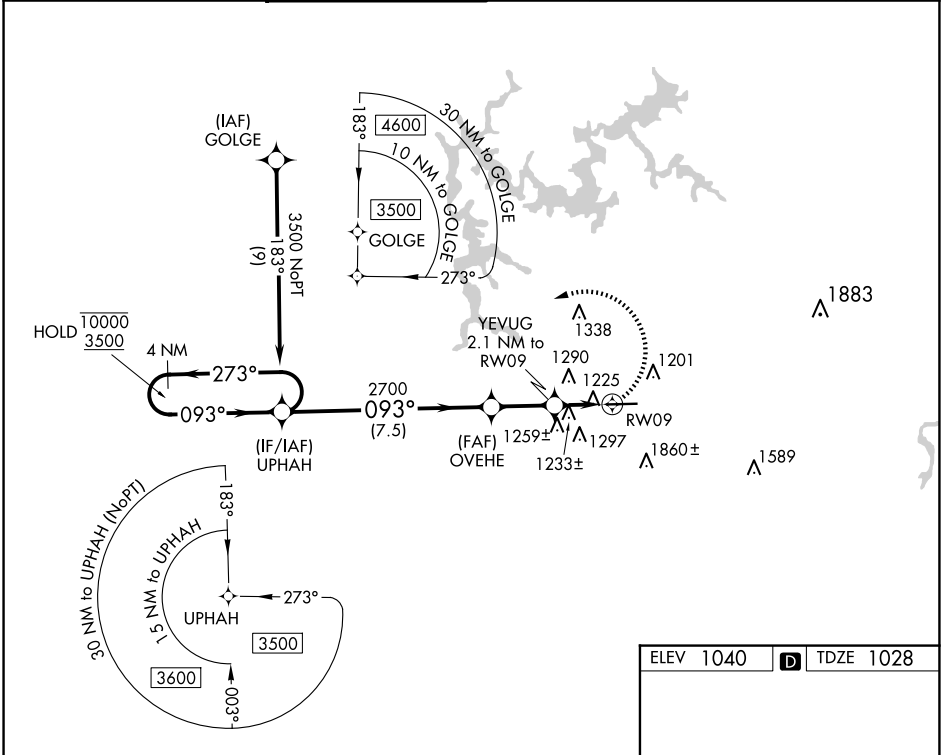 (IAF)
GOLGE
3500 NoPT
183°
(9)
183°
4600
30 NM to GOLGE
10 NM to GOLGE
3500
GOLGE
273°
HOLD 10000
3500
4 NM
273°
093°
(IF/IAF)
UPHAH
2700
093°
(7.5)
(FAF)
OVEHE
YEVUG
2.1 NM to
RW09
1338
1290
1225
1201
1883
RW09
1259±
1233±
1297
1860±
1589
30 NM to UPHAH (NoPT)
15 NM to UPHAH
183°
UPHAH
273°
3500
3600
003°
ELEV 1040 D TDZE 1028